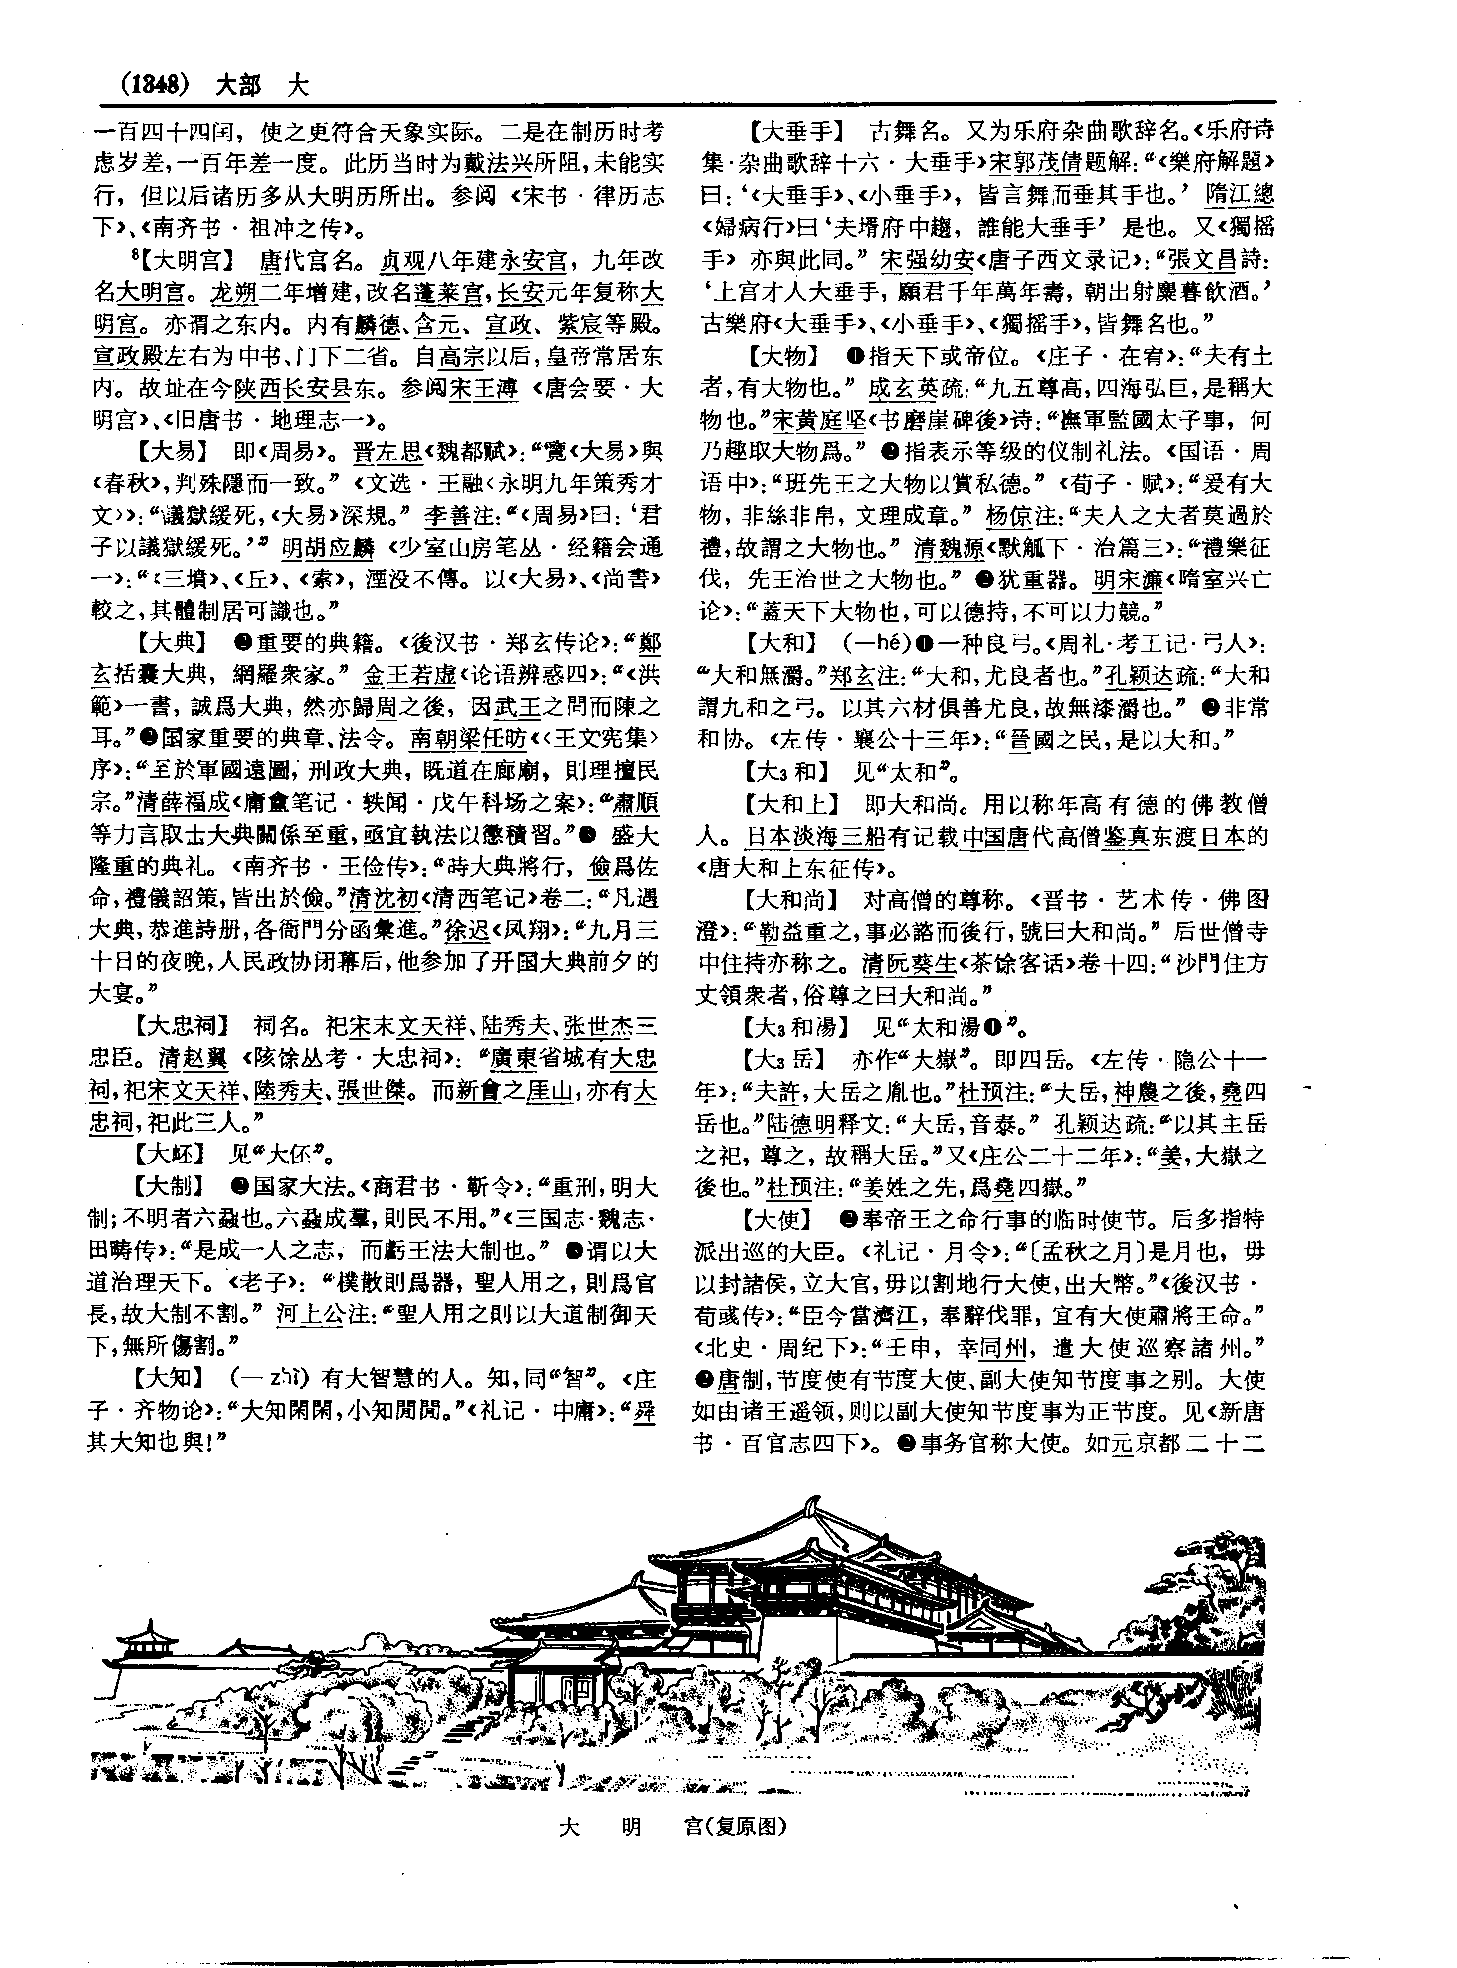 (1348) 大部 大
一百四十四闰，使之更符合天象实际。二是在制历时考
虑岁差，一百年差一度。此历当时为戴法兴所阻，未能实
行，但以后诸历多从大明历所出。参阅《宋书·律历志
下》、《南齐书·祖冲之传》。
8【大明宫】 唐代宫名。贞观八年建永安宫，九年改
名大明宫。龙朔二年增建，改名蓬莱宫，长安元年复称大
明宫。亦谓之东内。内有麟德、含元、宣政、紫宸等殿。
宣政殿左右为中书、门下二省。自高宗以后，皇帝常居东
内。故址在今陕西长安县东。参阅宋王溥《唐会要·大
明宫》、《旧唐书·地理志一》。
【大易】 即《周易》。晋左思《魏都赋》：“覽《大易》與
《春秋》，判殊隱而一致。”《文选·王融〈永明九年策秀才
文〉》：“議獄緩死，《大易》深規。” 李善注：“《周易》曰：‘君
子以議獄缓死。’” 明胡应麟《少室山房笔丛·经籍会通
一》：“《三墳》、《丘》、《索》，湮没不傳。以《大易》、《尚書》
較之，其體制居可識也。”
【大典】 ❶重要的典籍。《後汉书·郑玄传论》：“鄭
玄括囊大典，網羅衆家。” 金王若虚《论语辨惑四》：“《洪
範》一書，誠爲大典，然亦歸周之後，因武王之問而陳之
耳。”❷国家重要的典章、法令。南朝梁任昉《〈王文宪集〉
序》：“至於軍國遠圖，刑政大典，既道在廊廟，則理擅民
宗。”清薛福成《庸盦笔记·轶闻·戊午科场之案》：“肅順
等力言取士大典關係至重，亟宜執法以懲積習。”❸ 盛大
隆重的典礼。《南齐书·王俭传》：“時大典將行，儉爲佐
命，禮儀詔策，皆出於儉。”清沈初《清西笔记》卷二：“凡遇
大典，恭進詩册，各衙門分函彙進。”徐迟《凤翔》：“九月三
十日的夜晚，人民政协闭幕后，他参加了开国大典前夕的
大宴。”
【大忠祠】 祠名。祀宋末文天祥、陆秀夫、张世杰三
忠臣。清赵翼《陔馀丛考·大忠祠》：“廣東省城有大忠
祠，祀宋文天祥、陸秀夫、張世傑。而新會之厓山，亦有大
忠祠，祀此三人。”
【大岯】 见“大伾”。
【大制】 ❶国家大法。《商君书·靳令》：“重刑，明大
制；不明者六蝨也。六蝨成羣，則民不用。”《三国志·魏志·
田畴传》：“是成一人之志，而虧王法大制也。” ❷谓以大
道治理天下。《老子》：“樸散則爲器，聖人用之，則爲官
長，故大制不割。” 河上公注：“聖人用之則以大道制御天
下，無所傷割。”
【大知】 （—zhì）有大智慧的人。知，同“智”。《庄
子·齐物论》：“大知閑閑，小知閒閒。”《礼记·中庸》：“舜
其大知也與！”
【大垂手】 古舞名。又为乐府杂曲歌辞名。《乐府诗
集·杂曲歌辞十六·大垂手》宋郭茂倩题解：“《樂府解題》
曰：‘《大垂手》、《小垂手》，皆言舞而垂其手也。’ 隋江總
《婦病行》曰‘夫壻府中趨，誰能大垂手’是也。又《獨摇
手》亦與此同。” 宋强幼安《唐子西文录记》：“張文昌詩：
‘上宫才人大垂手，願君千年萬年壽，朝出射麋暮飲酒。’
古樂府《大垂手》、《小垂手》、《獨摇手》，皆舞名也。”
【大物】 ❶指天下或帝位。《庄子·在宥》：“夫有土
者，有大物也。” 成玄英疏：“九五尊高，四海弘巨，是稱大
物也。”宋黄庭坚《书磨崖碑後》诗：“撫軍監國太子事，何
乃趣取大物爲。” ❷指表示等级的仪制礼法。《国语·周
语中》：“班先王之大物以賞私德。”《荀子·赋》：“爰有大
物，非絲非帛，文理成章。” 杨倞注：“夫人之大者莫過於
禮，故謂之大物也。” 清魏源《默觚下·治篇三》：“禮樂征
伐，先王治世之大物也。” ❸犹重器。明宋濂《隋室兴亡
论》：“蓋天下大物也，可以德持，不可以力競。”
【大和】 （—hé）❶一种良弓。《周礼·考工记·弓人》：
“大和無灂。”郑玄注：“大和，尤良者也。”孔颖达疏：“大和
謂九和之弓。以其六材俱善尤良，故無漆灂也。” ❷非常
和协。《左传·襄公十三年》：“晉國之民，是以大和。”
【大3和】 见“太和”。
【大和上】 即大和尚。用以称年高有德的佛教僧
人。日本淡海三船有记载中国唐代高僧鉴真东渡日本的
《唐大和上东征传》。
【大和尚】 对高僧的尊称。《晋书·艺术传·佛图
澄》：“勒益重之，事必諮而後行，號曰大和尚。” 后世僧寺
中住持亦称之。清阮葵生《茶馀客话》卷十四：“沙門住方
丈領衆者，俗尊之曰大和尚。”
【大3和湯】 见“太和湯❶”。
【大3岳】 亦作“大嶽”。即四岳。《左传·隐公十一
年》：“夫許，大岳之胤也。”杜预注：“大岳，神農之後，堯四
岳也。”陆德明释文：“大岳，音泰。” 孔颖达疏：“以其主岳
之祀，尊之，故稱大岳。”又《庄公二十二年》：“姜，大嶽之
後也。”杜预注：“姜姓之先，爲堯四嶽。”
【大使】 ❶奉帝王之命行事的临时使节。后多指特
派出巡的大臣。《礼记·月令》：“〔孟秋之月〕是月也，毋
以封諸侯，立大官，毋以割地行大使，出大幣。”《後汉书·
荀彧传》：“臣今當濟江，奉辭伐罪，宜有大使肅將王命。”
《北史·周纪下》：“壬申，幸同州，遣大使巡察諸州。”
❷唐制，节度使有节度大使、副大使知节度事之别。大使
如由诸王遥领，则以副大使知节度事为正节度。见《新唐
书·百官志四下》。❸事务官称大使。如元京都二十二
大 明 宫（复原图）